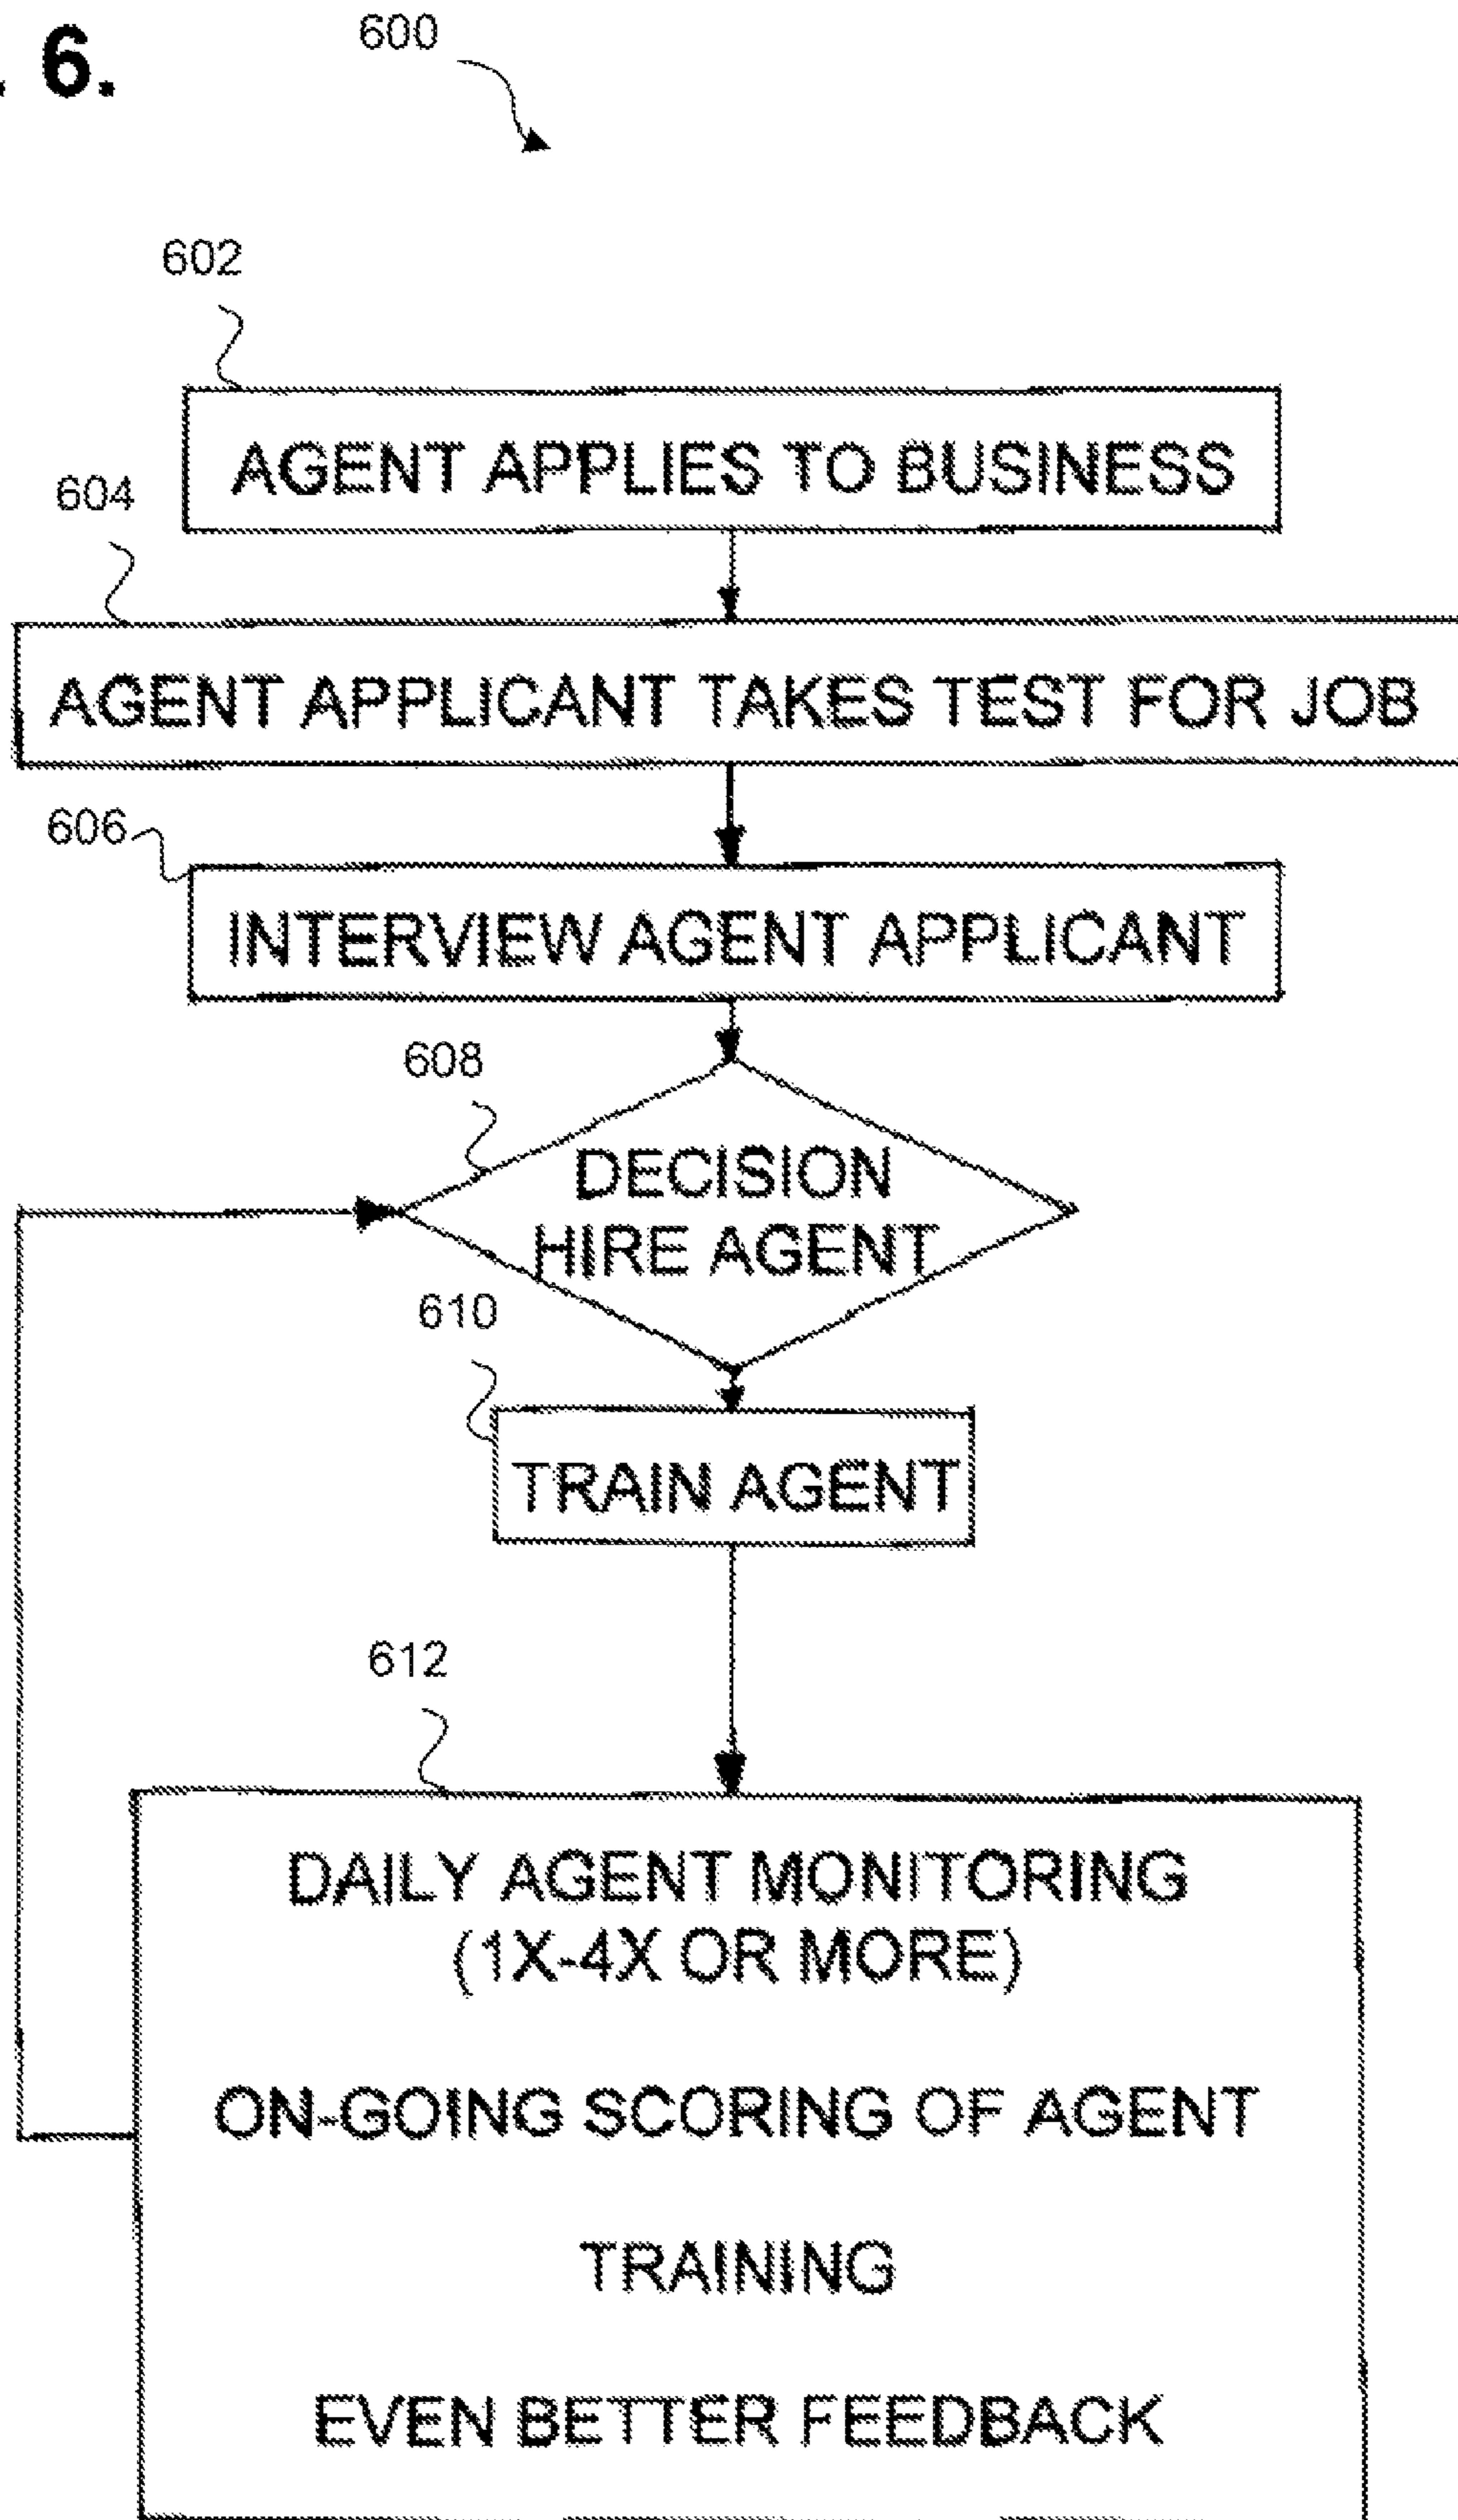 . 6.
600
602
AGENT APPLIES TO BUSINESS
604
AGENT APPLICANT TAKES TEST FOR JOB
606
INTERVIEW AGENT APPLICANT
608
DECISION
HIRE AGENT
610
TRAIN AGENT
612
DAILY AGENT MONITORING
(1X-4X OR MORE)
ON-GOING SCORING OF AGENT
TRAINING
EVEN BETTER FEEDBACK